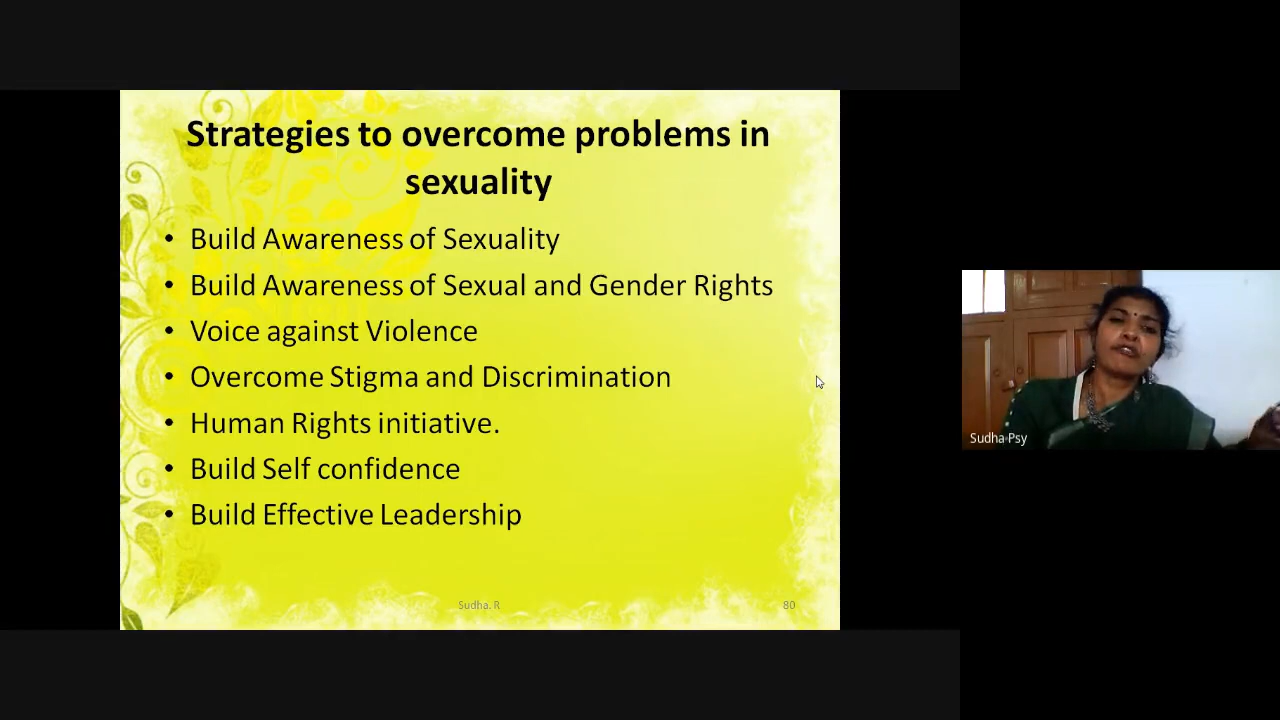 Strategies to overcome problems in
sexuality
• Build Awareness of Sexuality
• Build Awareness of Sexual and Gender Rights
• Voice against Violence
• Overcome Stigma and Discrimination
• Human Rights initiative.
• Build Self confidence
• Build Effective Leadership
Sudha. R
80
Sudha Psy